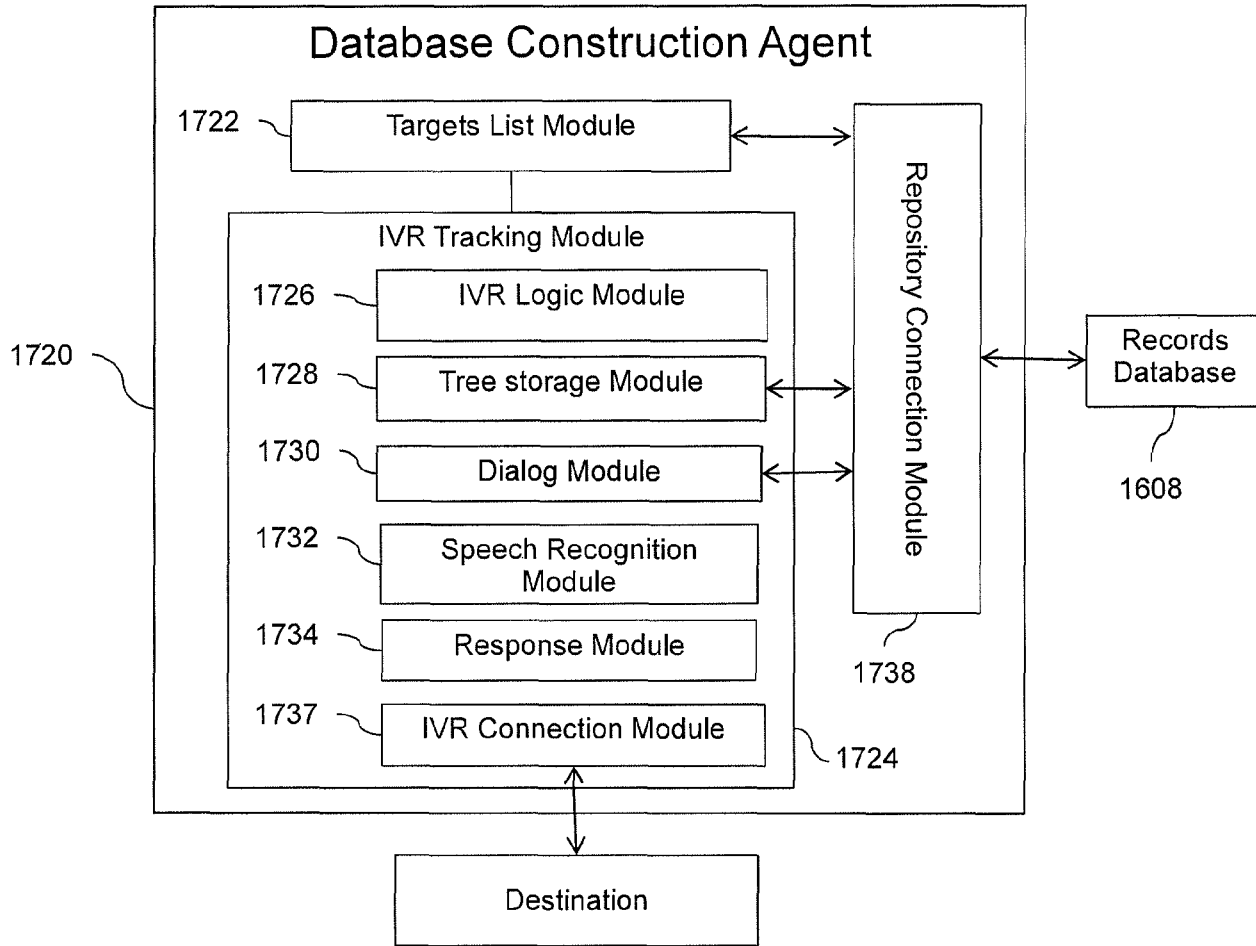 Database Construction Agent
1722
Targets List Module
IVR Tracking Module
1726
IVR Logic Module
1720
1728
Tree storage Module
1730
Dialog Module
1732
Speech Recognition
Module
1734
Response Module
1737
IVR Connection Module
1724
Repository Connection Module
1738
Records
Database
1608
Destination